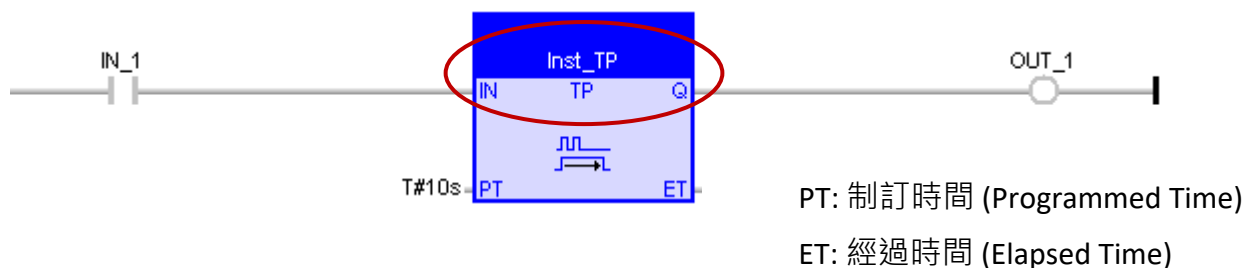 IN_1
Inst_TP
OUT_1
IN TP Q
T#10s PT ET
PT: 制訂時間 (Programmed Time)
ET: 經過時間 (Elapsed Time)